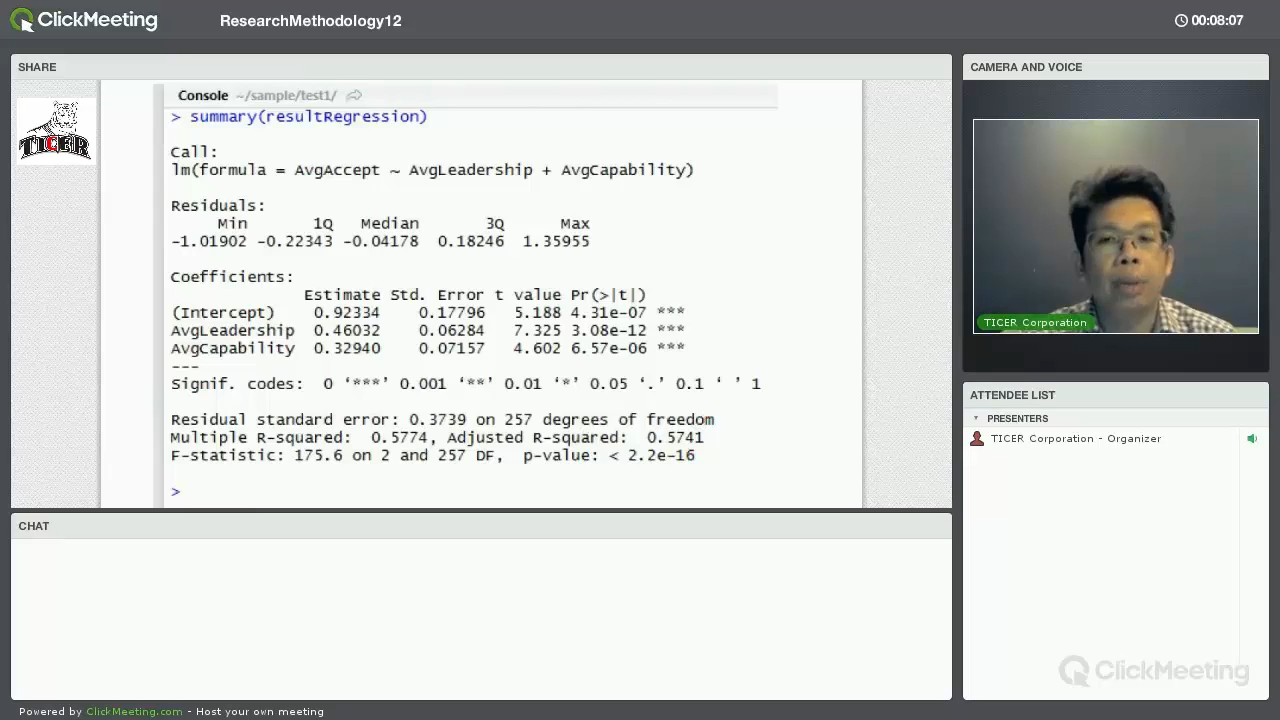 ClickMeeting
ResearchMethodology12
00:08:07
SHARE
TICER
Console ~/sample/test1/
> summary(resultRegression)
Call:
lm(formula = AvgAccept ~ AvgLeadership + AvgCapability)
Residuals:
Min 1Q Median 3Q Max
-1.01902 -0.22343 -0.04178 0.18246 1.35955
Coefficients:
Estimate Std. Error t value Pr(>|t|)
(Intercept) 0.92334 0.17796 5.188 4.31e-07 ***
AvgLeadership 0.46032 0.06284 7.325 3.08e-12 ***
AvgCapability 0.32940 0.07157 4.602 6.57e-06 ***
---
Signif. codes: 0 ‘***’ 0.001 ‘**’ 0.01 ‘*’ 0.05 ‘.’ 0.1 ‘ ’ 1
Residual standard error: 0.3739 on 257 degrees of freedom
Multiple R-squared: 0.5774, Adjusted R-squared: 0.5741
F-statistic: 175.6 on 2 and 257 DF, p-value: < 2.2e-16
>
CAMERA AND VOICE
TICER Corporation
ATTENDEE LIST
PRESENTERS
TICER Corporation - Organizer
CHAT
ClickMeeting
Powered by ClickMeeting.com - Host your own meeting